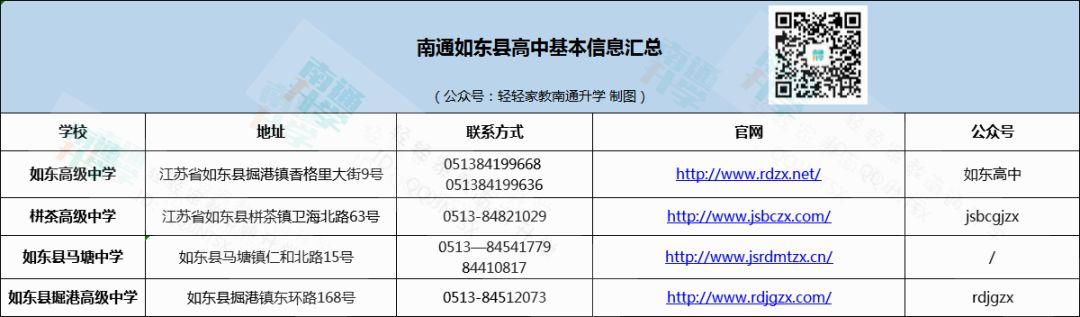 南通如东县高中基本信息汇总
（公众号：轻轻家教南通升学 制图）
学校 地址 联系方式 官网 公众号
如东高级中学 江苏省如东县掘港镇香格里大街9号 051384199668 051384199636 http://www.rdzx.net/ 如东高中
栟茶高级中学 江苏省如东县栟茶镇卫海北路63号 0513-84821029 http://www.jsbczx.com/ jsbcgjzx
如东县马塘中学 如东县马塘镇仁和北路15号 0513—84541779 84410817 http://www.jsrdmtzx.cn/ /
如东县掘港高级中学 如东县掘港镇东环路168号 0513-84512073 http://www.rdjgzx.com/ rdjgzx
南通升学